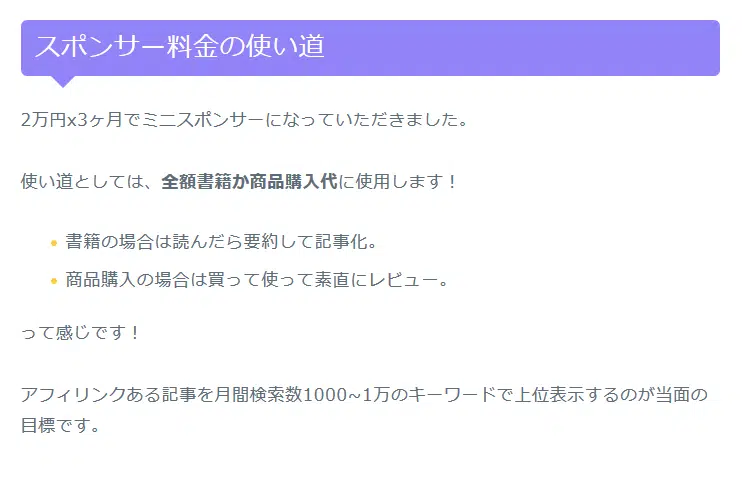 スポンサー料金の使い道
2万円x3ヶ月でミニスポンサーになっていただきました。
使い道としては、全額書籍か商品購入代に使用します！
書籍の場合は読んだら要約して記事化。
商品購入の場合は買って使って素直にレビュー。
って感じです！
アフィリンクある記事を月間検索数1000~1万のキーワードで上位表示するのが当面の
目標です。